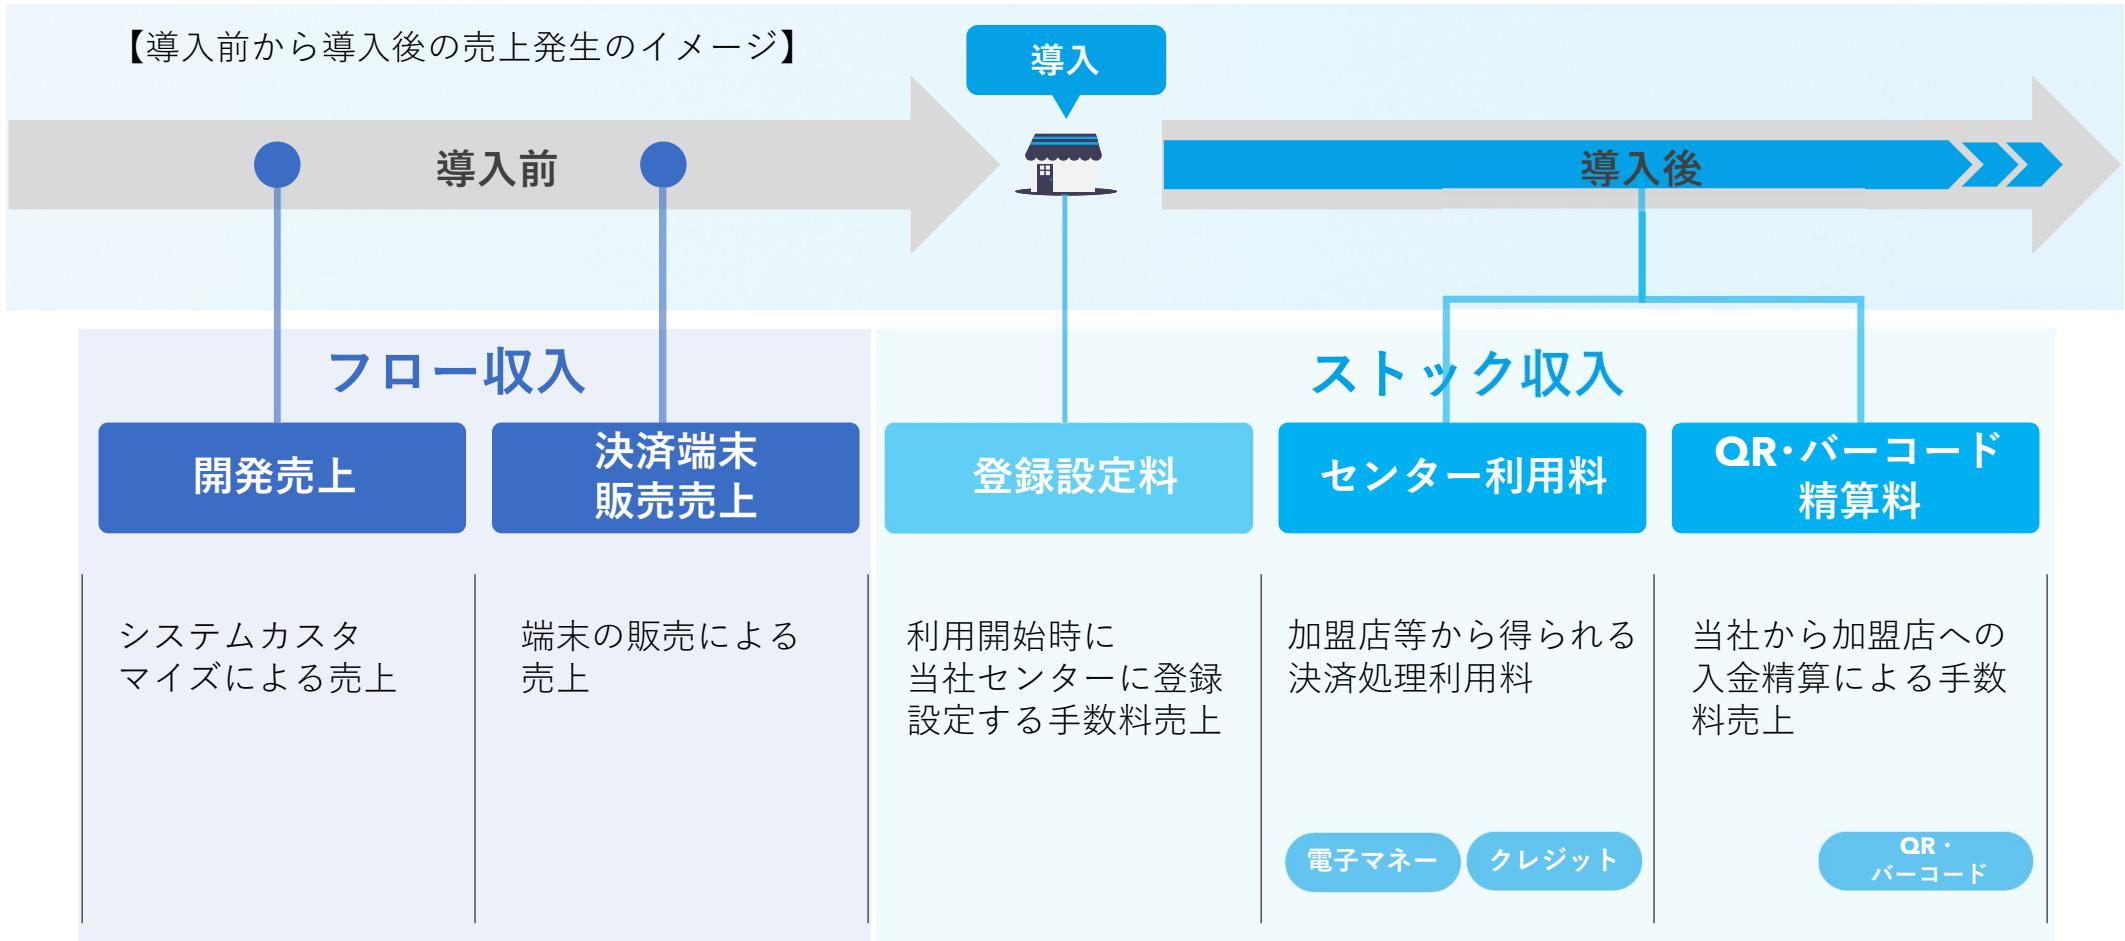 【導入前から導入後の売上発生のイメージ】
導入
導入前
導入後
フロー収入
ストック収入
開発売上
決済端末
販売売上
登録設定料
センター利用料
QR・バーコード
精算料
システムカスタ
マイズによる売上
端末の販売による
売上
利用開始時に
当社センターに登録
設定する手数料売上
加盟店等から得られる
決済処理利用料
当社から加盟店への
入金精算による手数
料売上
電子マネー
クレジット
QR・
バーコード